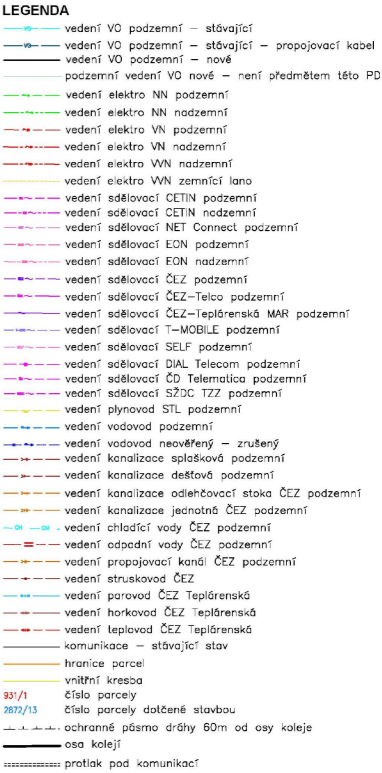 LEGENDA
vedení VO podzemní – stávající
vedení VO podzemní – stávající – propojovací kabel
vedení VO podzemní – nové
podzemní vedení VO nové – není předmětem této PD
vedení elektro NN podzemní
vedení elektro NN nadzemní
vedení elektro VN podzemní
vedení elektro VN nadzemní
vedení elektro VVN nadzemní
vedení elektro VVN zemnící lano
vedení sdělovací CETIN podzemní
vedení sdělovací CETIN nadzemní
vedení sdělovací NET Connect podzemní
vedení sdělovací EON podzemní
vedení sdělovací EON nadzemní
vedení sdělovací ČEZ podzemní
vedení sdělovací ČEZ–Telco podzemní
vedení sdělovací ČEZ–Teplárenská MAR podzemní
vedení sdělovací T–MOBILE podzemní
vedení sdělovací SELF podzemní
vedení sdělovací DIAL Telecom podzemní
vedení sdělovací ČD Telematica podzemní
vedení sdělovací SŽDC TZZ podzemní
vedení plynovod STL podzemní
vedení vodovod podzemní
vedení vodovod neověřený – zrušený
vedení kanalizace splašková podzemní
vedení kanalizace dešťová podzemní
vedení kanalizace odlehčovací stoka ČEZ podzemní
vedení kanalizace jednotná ČEZ podzemní
vedení chladící vody ČEZ podzemní
vedení odpadní vody ČEZ podzemní
vedení propojovací kanál ČEZ podzemní
vedení struskovod ČEZ
vedení parovod ČEZ Teplárenská
vedení horkovod ČEZ Teplárenská
vedení teplovod ČEZ Teplárenská
komunikace – stávající stav
hranice parcel
vnitřní kresba
931/1 číslo parcely
2872/13 číslo parcely dotčené stavbou
ochranné pásmo dráhy 60m od osy koleje
osa kolejí
protlak pod komunikací